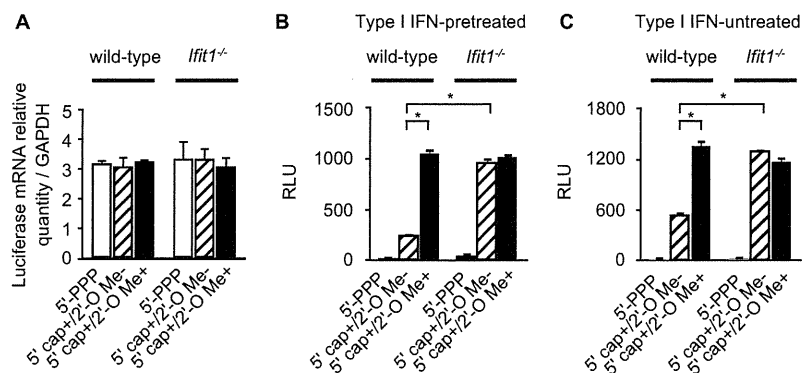 A
wild-type
Ifit1-/-
Luciferase mRNA relative
quantity / GAPDH
5
4
3
2
1
0
5'-PPP
5' cap+/2'-O Me-
5' cap+/2'-O Me+
5'-PPP
5' cap+/2'-O Me-
5' cap+/2'-O Me+
B
Type I IFN-pretreated
wild-type
Ifit1-/-
*
*
RLU
1500
1000
500
0
5'-PPP
5' cap+/2'-O Me-
5' cap+/2'-O Me+
5'-PPP
5' cap+/2'-O Me-
5' cap+/2'-O Me+
C
Type I IFN-untreated
wild-type
Ifit1-/-
*
*
RLU
1800
1200
600
0
5'-PPP
5' cap+/2'-O Me-
5' cap+/2'-O Me+
5'-PPP
5' cap+/2'-O Me-
5' cap+/2'-O Me+